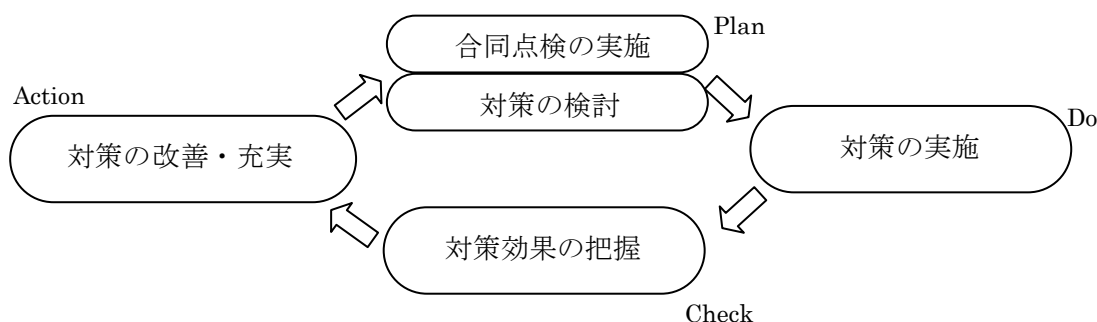 合同点検の実施
Plan
対策の検討
Action
対策の改善・充実
対策の実施
Do
対策効果の把握
Check